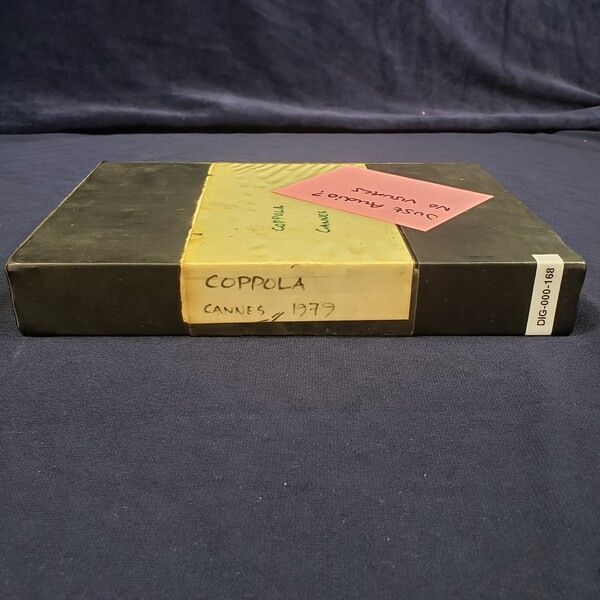 Just Audio?
No Visuals
COPPOLA
CANNES
COPPOLA
CANNES 1979
DIG-000-168